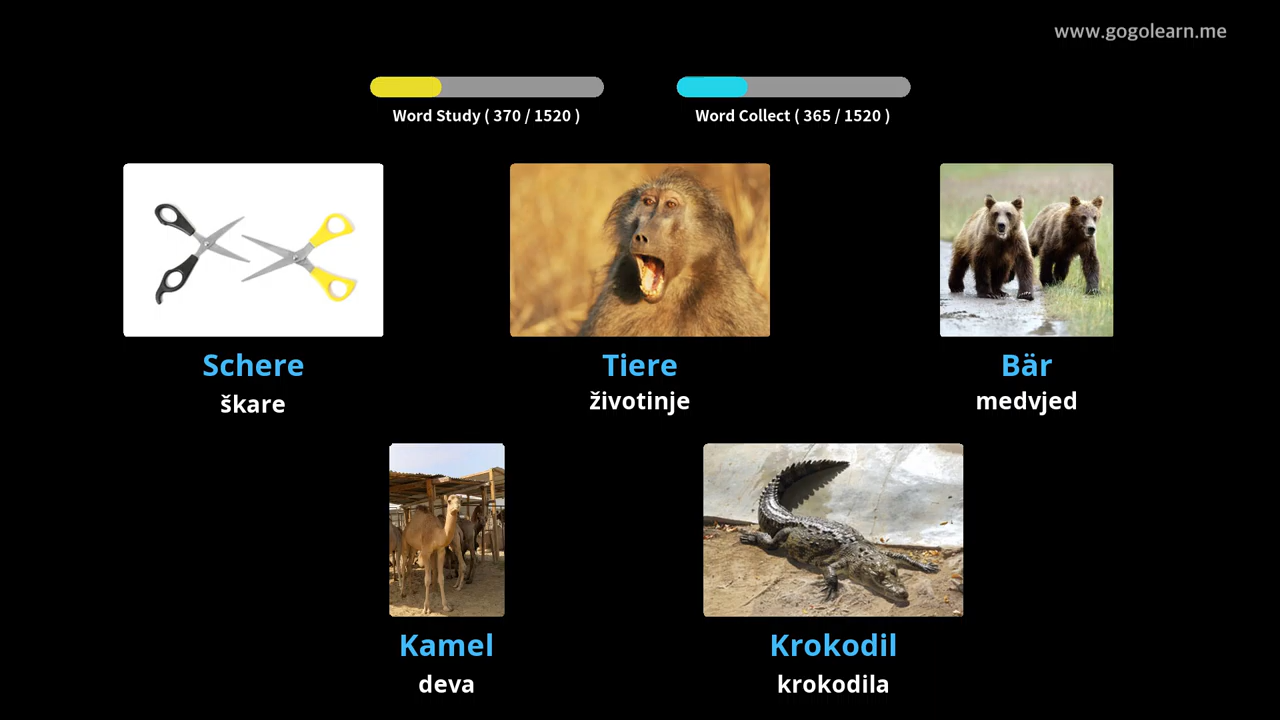 www.gogolearn.me
Word Study ( 370 / 1520 )
Word Collect ( 365 / 1520 )
Schere
škare
Tiere
životinje
Bär
medvjed
Kamel
deva
Krokodil
krokodila